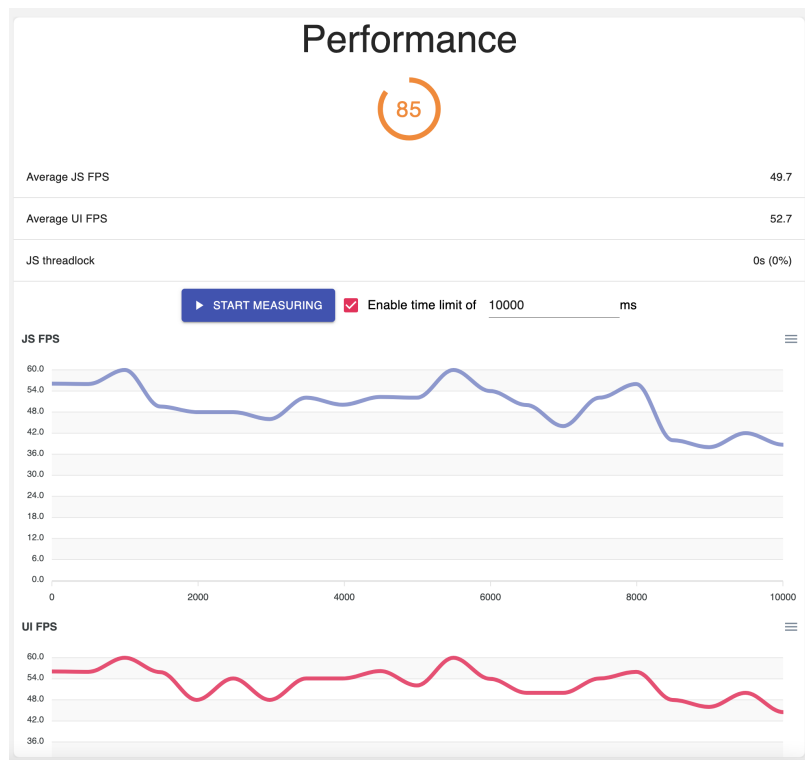 Performance
85
Average JS FPS 49.7
Average UI FPS 52.7
JS threadlock 0s (0%)
START MEASURING Enable time limit of 10000 ms
JS FPS
60.0
54.0
48.0
42.0
36.0
30.0
24.0
18.0
12.0
6.0
0.0
0 2000 4000 6000 8000 10000
UI FPS
60.0
54.0
48.0
42.0
36.0